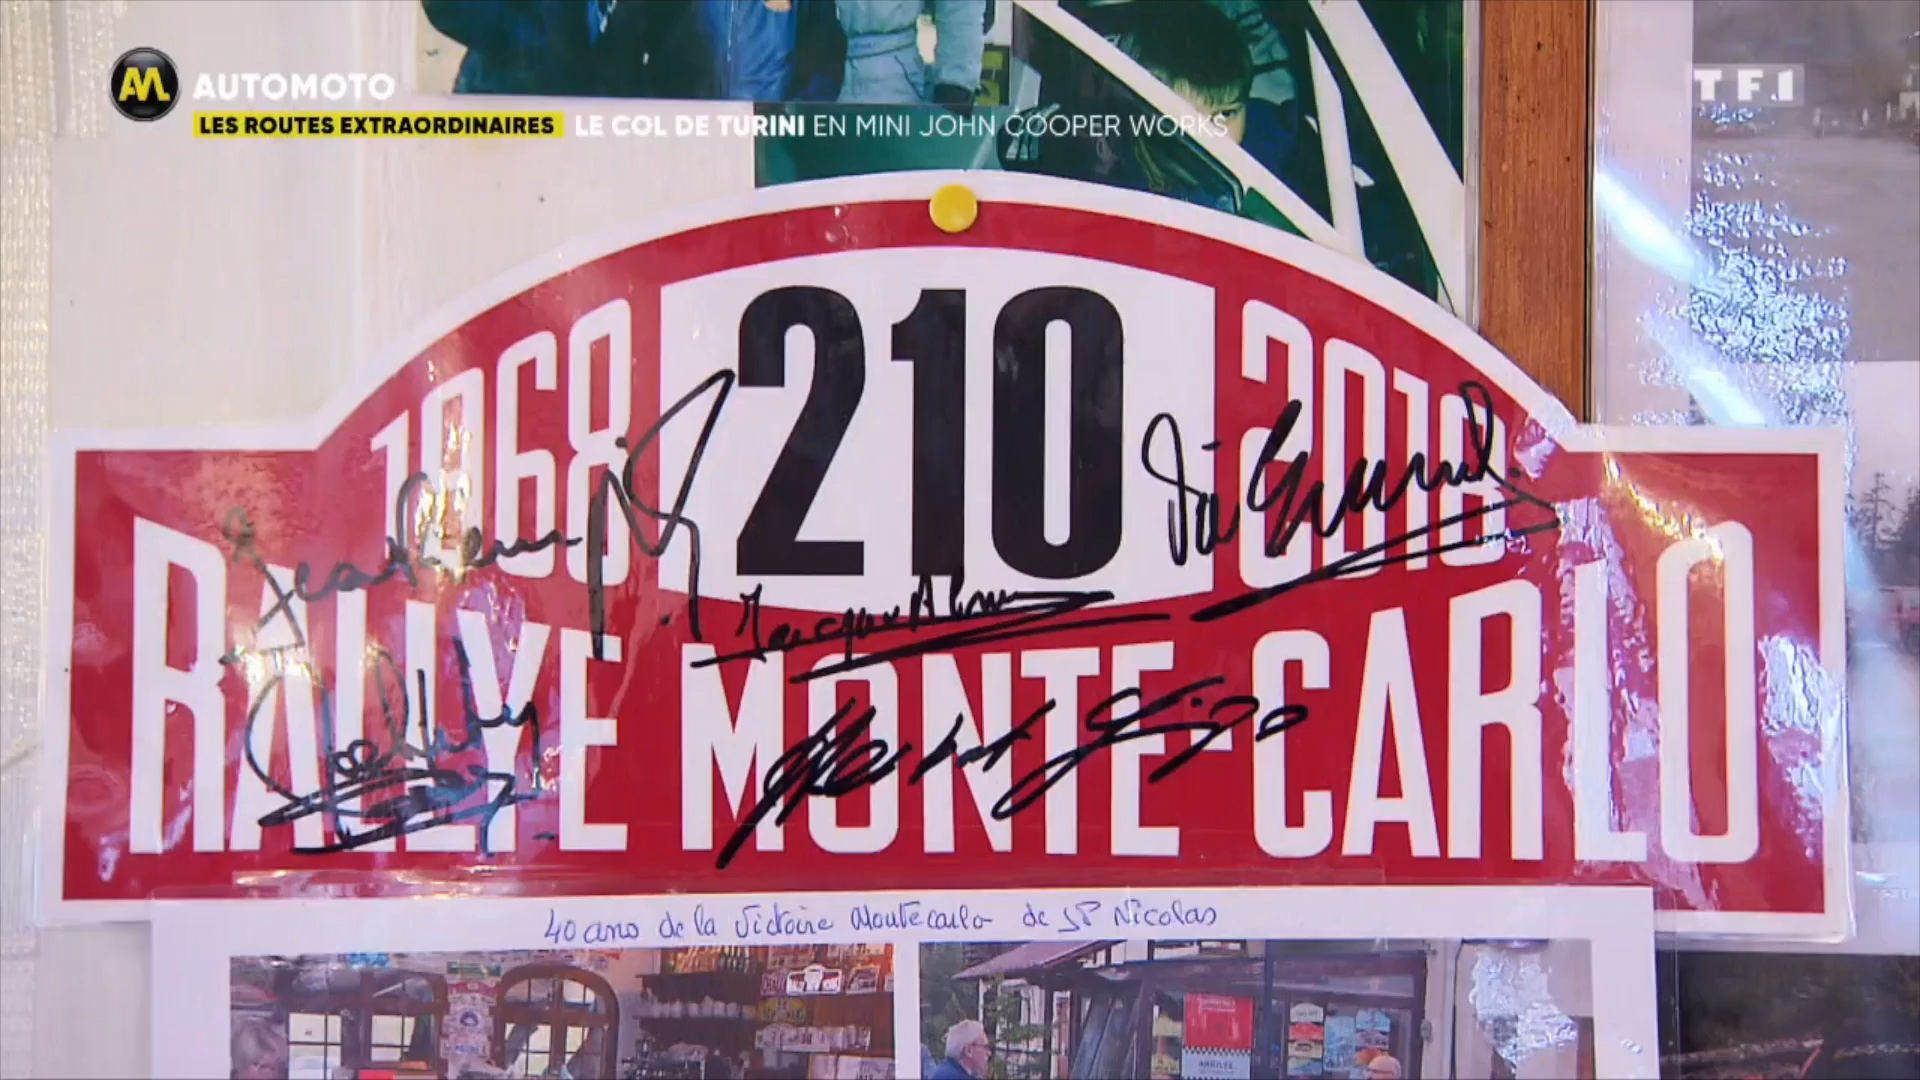 AUTOMOTO
LES ROUTES EXTRAORDINAIRES LE COL DE TURINI EN MINI JOHN COOPER WORKS
TF1
1968 210 2018
RALLYE MONTE-CARLO
40 ans de la Victoire Montecarlo de JP Nicolas